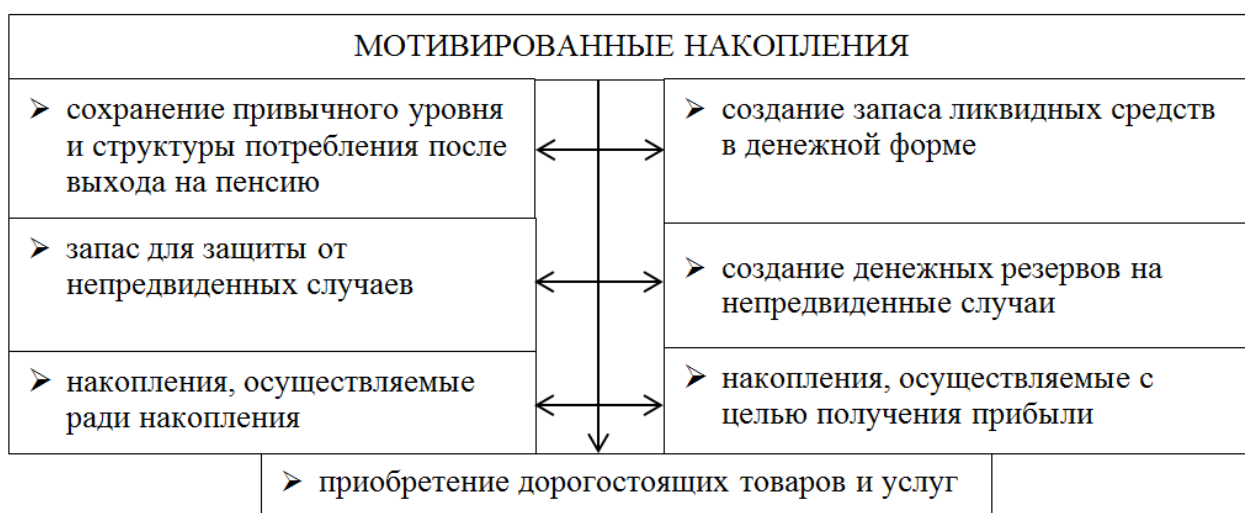 МОТИВИРОВАННЫЕ НАКОПЛЕНИЯ
➢ сохранение привычного уровня
и структуры потребления после
выхода на пенсию
➢ создание запаса ликвидных средств
в денежной форме
➢ запас для защиты от
непредвиденных случаев
➢ создание денежных резервов на
непредвиденные случаи
➢ накопления, осуществляемые
ради накопления
➢ накопления, осуществляемые с
целью получения прибыли
➢ приобретение дорогостоящих товаров и услуг